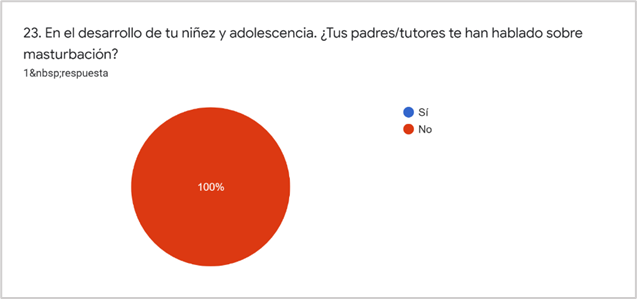 23. En el desarrollo de tu niñez y adolescencia. ¿Tus padres/tutores te han hablado sobre
masturbación?
1&nbsp;respuesta
Sí
No
100%